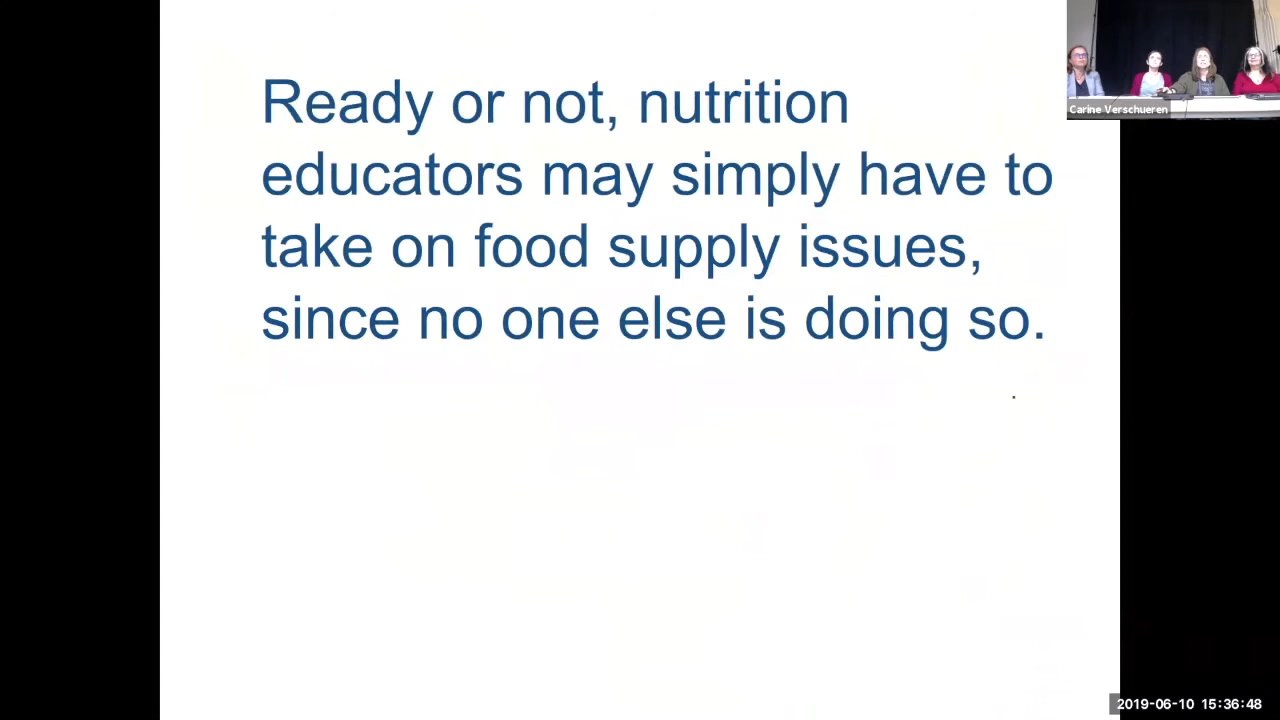 Ready or not, nutrition
educators may simply have to
take on food supply issues,
since no one else is doing so.
.
Carine Verschueren
2019-06-10 15:36:48